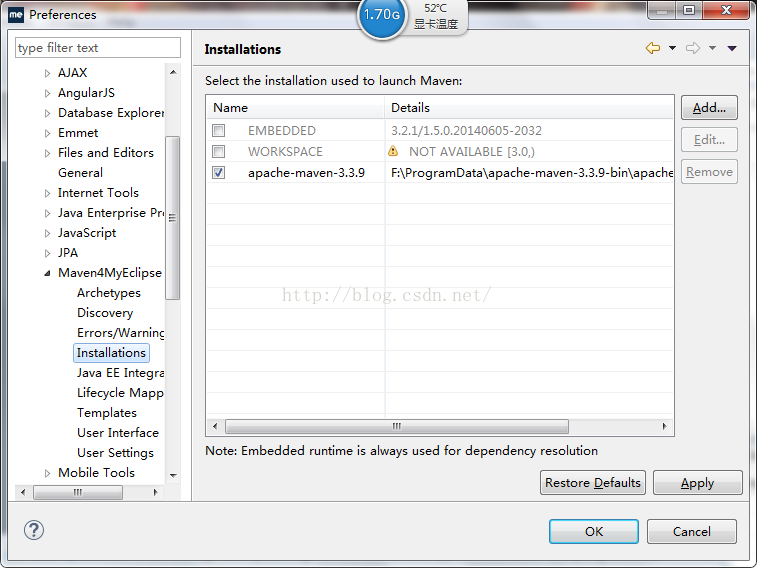 Preferences
1.70G
52℃
显卡温度
type filter text
AJAX
AngularJS
Database Explorer
Emmet
Files and Editors
General
Internet Tools
Java Enterprise Pr
JavaScript
JPA
Maven4MyEclipse
Archetypes
Discovery
Errors/Warning
Installations
Java EE Integra
Lifecycle Mapp
Templates
User Interface
User Settings
Mobile Tools
Installations
Select the installation used to launch Maven:
Name Details
EMBEDDED 3.2.1/1.5.0.20140605-2032
WORKSPACE NOT AVAILABLE [3.0,)
apache-maven-3.3.9 F:\ProgramData\apache-maven-3.3.9-bin\apache
http://blog.csdn.net/
Add...
Edit...
Remove
Note: Embedded runtime is always used for dependency resolution
Restore Defaults Apply
OK Cancel